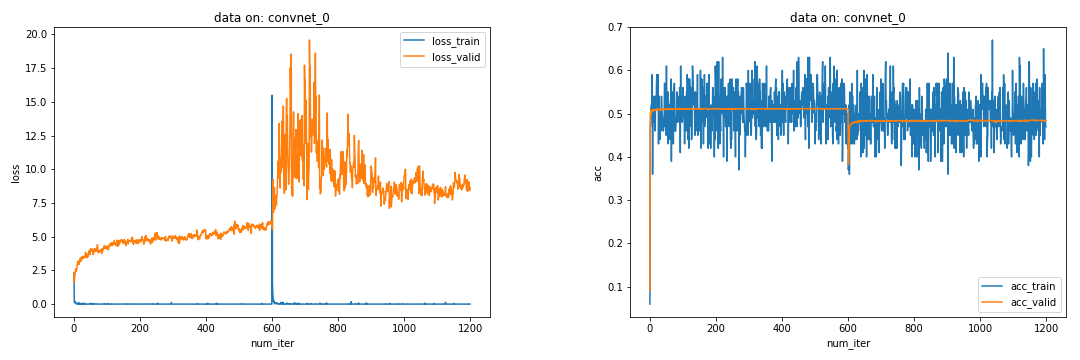 data on: convnet_0
20.0
17.5
15.0
12.5
10.0
7.5
5.0
2.5
0.0
loss
0 200 400 600 800 1000 1200
num_iter
loss_train
loss_valid
data on: convnet_0
0.7
0.6
0.5
0.4
0.3
0.2
0.1
acc
0 200 400 600 800 1000 1200
num_iter
acc_train
acc_valid